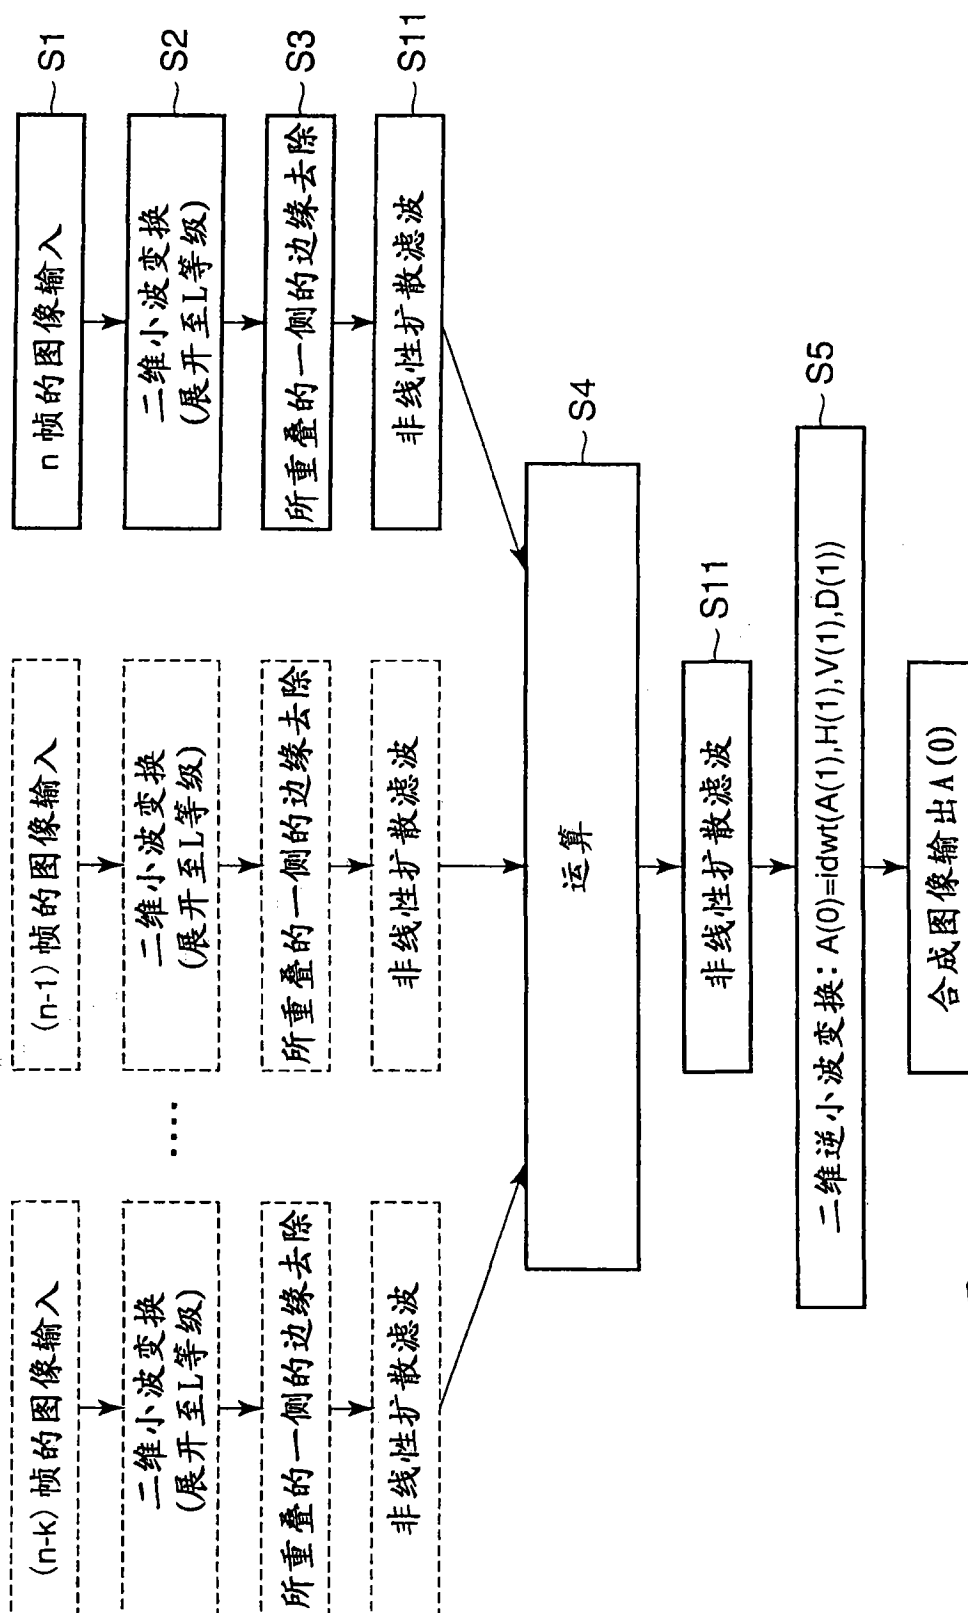 (n-k)帧的图像输入
(n-1)帧的图像输入
n帧的图像输入
S1
二维小波变换
(展开至L等级)
....
二维小波变换
(展开至L等级)
二维小波变换
(展开至L等级)
S2
所重叠的一侧的边缘去除
所重叠的一侧的边缘去除
所重叠的一侧的边缘去除
S3
非线性扩散滤波
非线性扩散滤波
非线性扩散滤波
S11
运算
S4
非线性扩散滤波
S11
二维逆小波变换: A(0)=idwt(A(1),H(1),V(1),D(1))
S5
合成图像输出A(0)